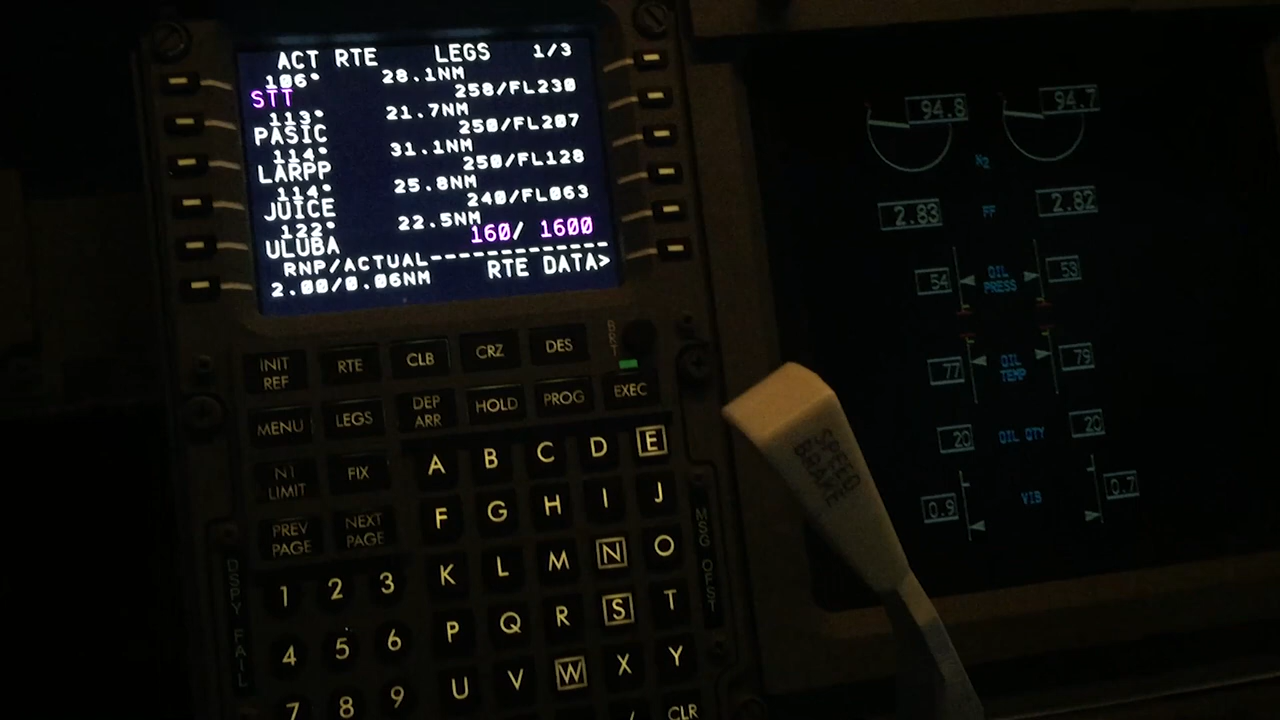 ACT RTE LEGS 1/3
106° 28.1NM
STT 258/FL230
113° 21.7NM
PASIC 250/FL207
114° 31.1NM
LARPP 250/FL128
114° 25.8NM
JUICE 240/FL063
122° 22.5NM
ULUBA 160/ 1600
RNP/ACTUAL--------------
2.00/0.06NM RTE DATA>
INIT REF RTE CLB CRZ DES BRT
MENU LEGS DEP ARR HOLD PROG EXEC
N1 LIMIT FIX
PREV PAGE NEXT PAGE
A B C D E
F G H I J
K L M N O
P Q R S T
U V W X Y
/ CLR
1 2 3
4 5 6
7 8 9
DSPY FAIL
MSG OFST
SPEED BRAKE
94.8 94.7
N2
2.83 FF 2.82
54 OIL PRESS 53
77 OIL TEMP 79
20 OIL QTY 20
0.9 VIB 0.7